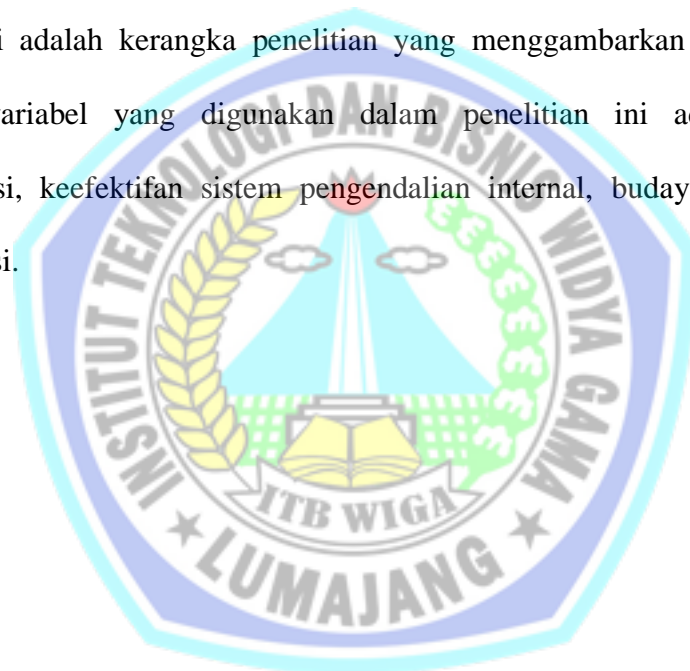 i adalah kerangka penelitian yang menggambarkan
variabel yang digunakan dalam penelitian ini a
si, keefektifan sistem pengendalian internal, buday
si.
INSTITUT TEKNOLOGI DAN BISNIS WIDYA GAMA
ITB WIGA
LUMAJANG